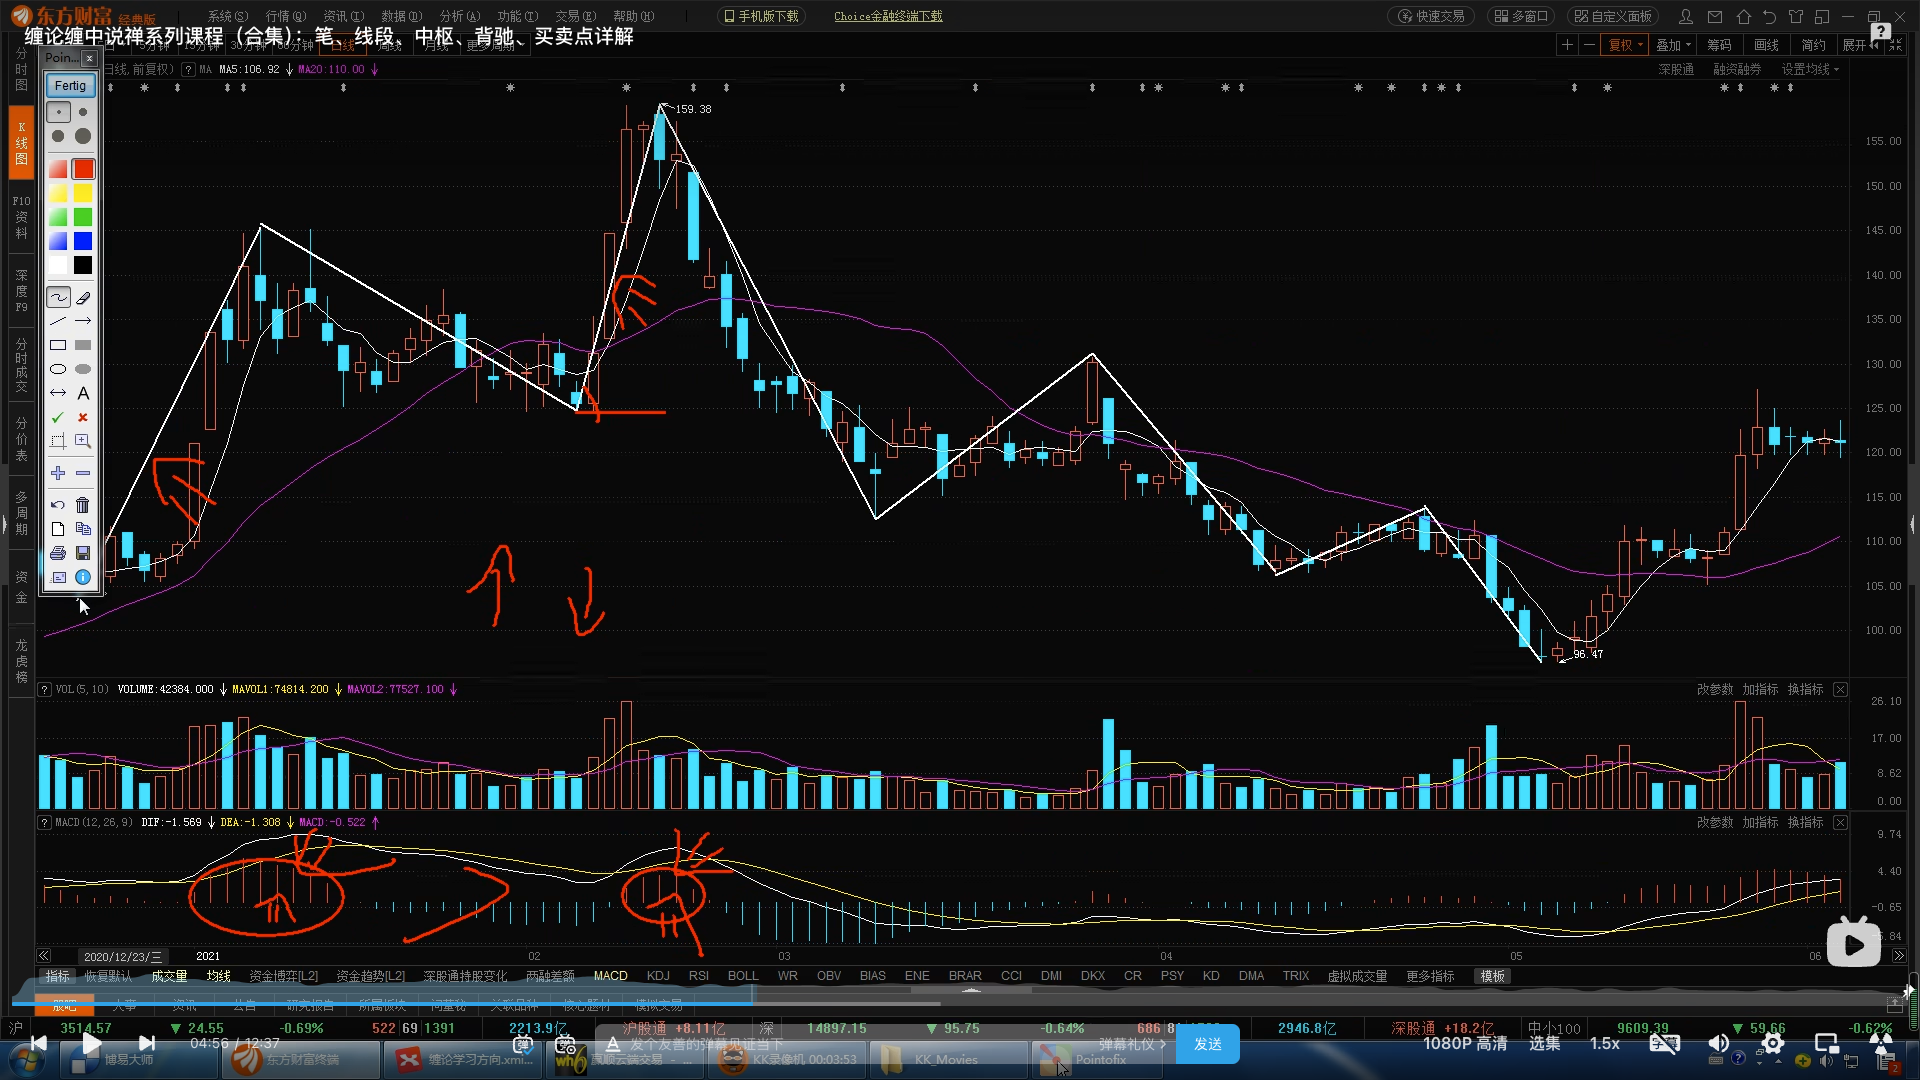 东方财富 经典版 系统(S) 行情(Q) 资讯(I) 数据(D) 分析(A) 功能(T) 交易(E) 帮助(H) 手机版下载 Choice金融终端下载 快速交易 多窗口 自定义面板
缠论缠中说禅系列课程（合集）：笔、线段、中枢、背驰、买卖点详解
复权 叠加 筹码 画线 简约 展开
Poin...
日线,前复权) ? MA MA5:106.92 ↓ MA20:110.00 ↓
深股通 融资融券 设置均线
Fertig
分时图
K线图
F10资料
深度F9
分时成交
分价表
多周期
资金
龙虎榜
159.38
96.47
155.00
150.00
145.00
140.00
135.00
130.00
125.00
120.00
115.00
110.00
105.00
100.00
? VOL(5,10) VOLUME:42384.000 ↓ MAVOL1:74814.200 ↓ MAVOL2:77527.100 ↓
改参数 加指标 换指标
26.10
17.00
8.62
0.00
? MACD(12,26,9) DIF:-1.569 ↓ DEA:-1.308 ↓ MACD:-0.522 ↑
改参数 加指标 换指标
9.74
4.40
-0.65
5.84
2020/12/23/三 2021 02 03 04 05 06
指标 恢复默认 成交量 均线 资金博弈[L2] 资金趋势[L2] 深股通持股变化 两融差额 MACD KDJ RSI BOLL WR OBV BIAS ENE BRAR CCI DMI DKX CR PSY KD DMA TRIX 虚拟成交量 更多指标 模板
沪 3514.57 ▼ 24.55 -0.69% 522 69 1391 2213.9亿 沪股通 +8.11亿 深 14897.15 ▼ 95.75 -0.64% 686 2946.8亿 深股通 +18.2亿 中小100 9609.39 ▼ 59.66 -0.62%
04:56 / 12:37 发个友善的弹幕见证当下 弹幕礼仪 > 发送 1080P 高清 选集 1.5x 字幕
博易大师 东方财富终端 缠论学习方向.xmi... 赢顺云端交易 - ... KK录像机 00:03:53 KK_Movies Pointofix